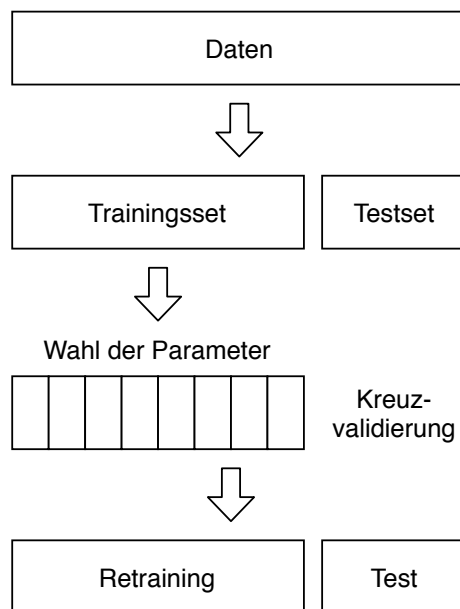 Daten
Trainingsset
Testset
Wahl der Parameter
Kreuz-
validierung
Retraining
Test